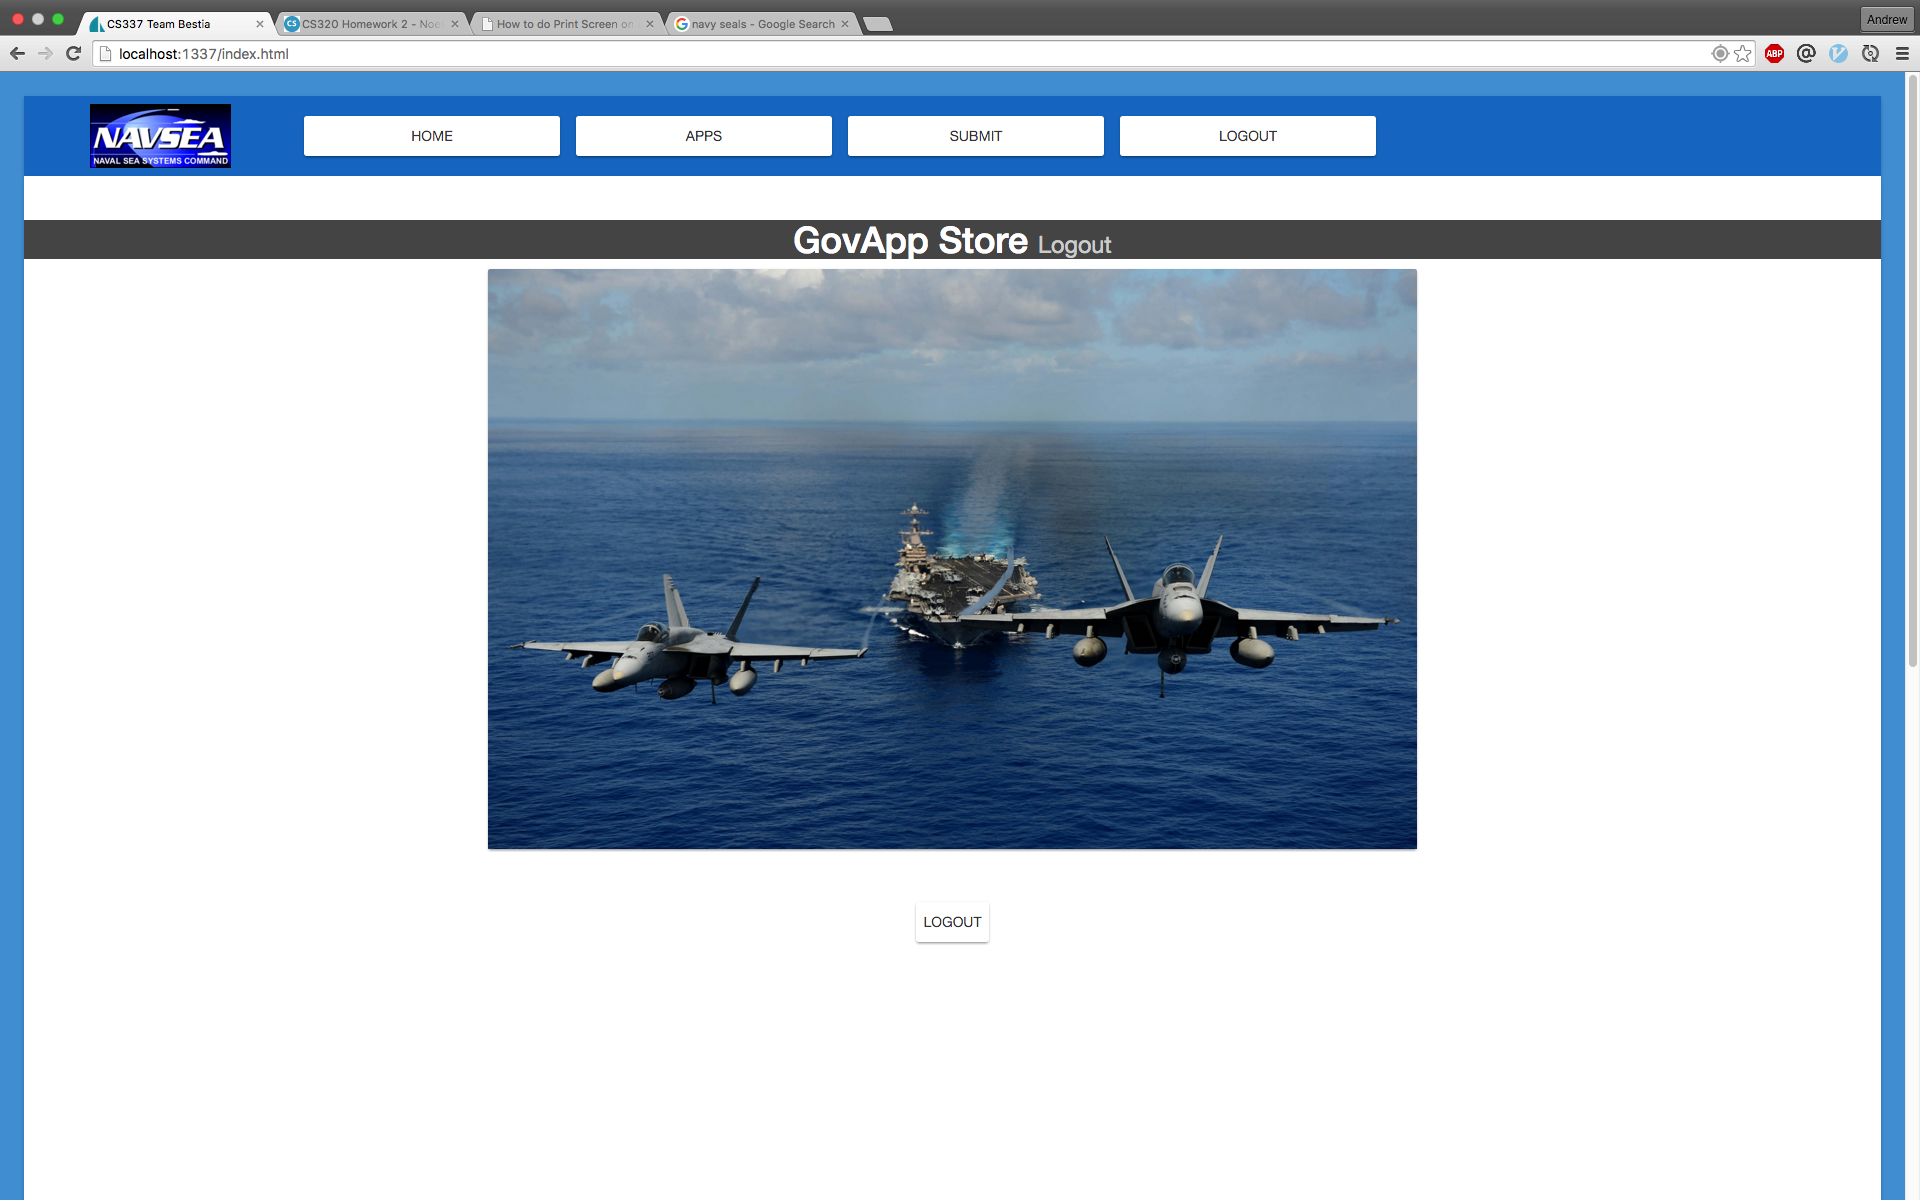 CS337 Team Bestia
CS320 Homework 2 - Noe
How to do Print Screen on
navy seals - Google Search
Andrew
localhost:1337/index.html
ABP
NAVSEA
NAVAL SEA SYSTEMS COMMAND
HOME
APPS
SUBMIT
LOGOUT
GovApp Store Logout
LOGOUT